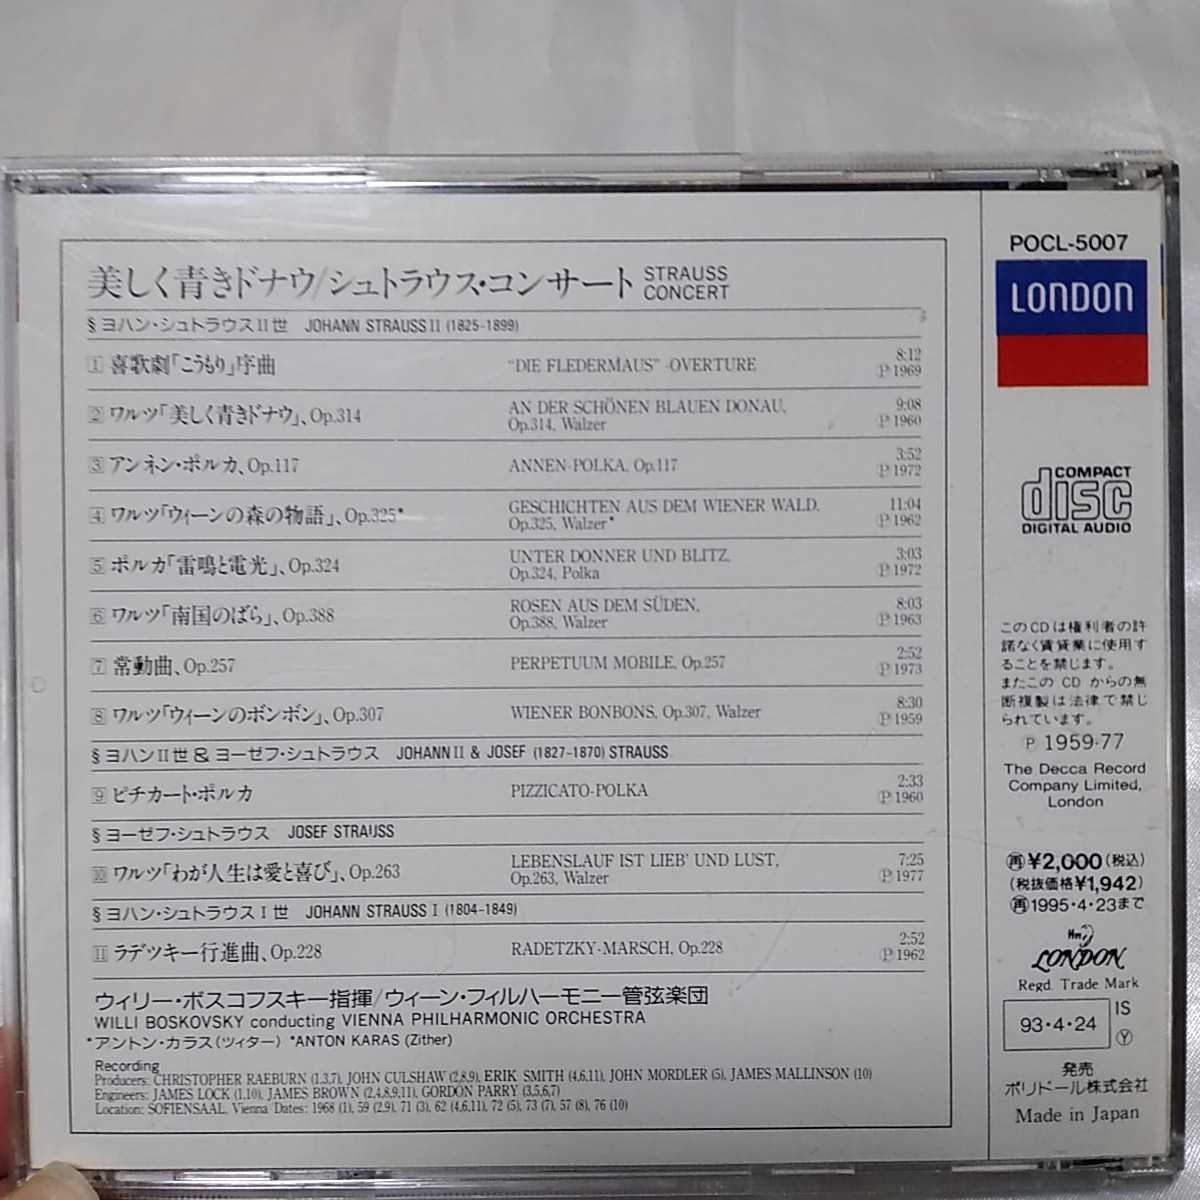 美しく青きドナウ/シュトラウス・コンサート STRAUSS CONCERT
§ ヨハン・シュトラウスII世 JOHANN STRAUSS II (1825-1899)
1 喜歌劇「こうもり」序曲 "DIE FLEDERMAUS" -OVERTURE 8:12 Ⓟ1969
2 ワルツ「美しく青きドナウ」、Op.314 AN DER SCHÖNEN BLAUEN DONAU, Op.314, Walzer 9:08 Ⓟ1960
3 アンネン・ポルカ、Op.117 ANNEN-POLKA, Op.117 3:52 Ⓟ1972
4 ワルツ「ウィーンの森の物語」、Op.325* GESCHICHTEN AUS DEM WIENER WALD, Op.325, Walzer* 11:04 Ⓟ1962
5 ポルカ「雷鳴と電光」、Op.324 UNTER DONNER UND BLITZ, Op.324, Polka 3:03 Ⓟ1972
6 ワルツ「南国のばら」、Op.388 ROSEN AUS DEM SÜDEN, Op.388, Walzer 8:03 Ⓟ1963
7 常動曲、Op.257 PERPETUUM MOBILE, Op.257 2:52 Ⓟ1973
8 ワルツ「ウィーンのボンボン」、Op.307 WIENER BONBONS, Op.307, Walzer 8:30 Ⓟ1959
§ ヨハンII世 & ヨーゼフ・シュトラウス JOHANN II & JOSEF (1827-1870) STRAUSS
9 ピチカート・ポルカ PIZZICATO-POLKA 2:33 Ⓟ1960
§ ヨーゼフ・シュトラウス JOSEF STRAUSS
10 ワルツ「わが人生は愛と喜び」、Op.263 LEBENSLAUF IST LIEB' UND LUST, Op.263, Walzer 7:25 Ⓟ1977
§ ヨハン・シュトラウスI世 JOHANN STRAUSS I (1804-1849)
11 ラデツキー行進曲、Op.228 RADETZKY-MARSCH, Op.228 2:52 Ⓟ1962
ウィリー・ボスコフスキー指揮/ウィーン・フィルハーモニー管弦楽団
WILLI BOSKOVSKY conducting VIENNA PHILHARMONIC ORCHESTRA
*アントン・カラス(ツィター) *ANTON KARAS (Zither)
Recording
Producers: CHRISTOPHER RAEBURN (1,3,7), JOHN CULSHAW (2,8,9), ERIK SMITH (4,6,11), JOHN MORDLER (5), JAMES MALLINSON (10)
Engineers: JAMES LOCK (1,10), JAMES BROWN (2,4,8,9,11), GORDON PARRY (3,5,6,7)
Location: SOFIENSAAL, Vienna Dates: 1968 (1), 59 (2,9), 71 (3), 62 (4,6,11), 72 (5), 73 (7), 57 (8), 76 (10)
POCL-5007
LONDON
COMPACT
disc
DIGITAL AUDIO
このCDは権利者の許
諾なく賃貸業に使用す
ることを禁じます。
またこの CD からの無
断複製は法律で禁じ
られています。
Ⓟ 1959-77
The Decca Record
Company Limited,
London
再¥2,000(税込)
(税抜価格¥1,942)
再1995・4・23まで
LONDON
Regd. Trade Mark
93・4・24
IS
Ⓨ
発売
ポリドール株式会社
Made in Japan